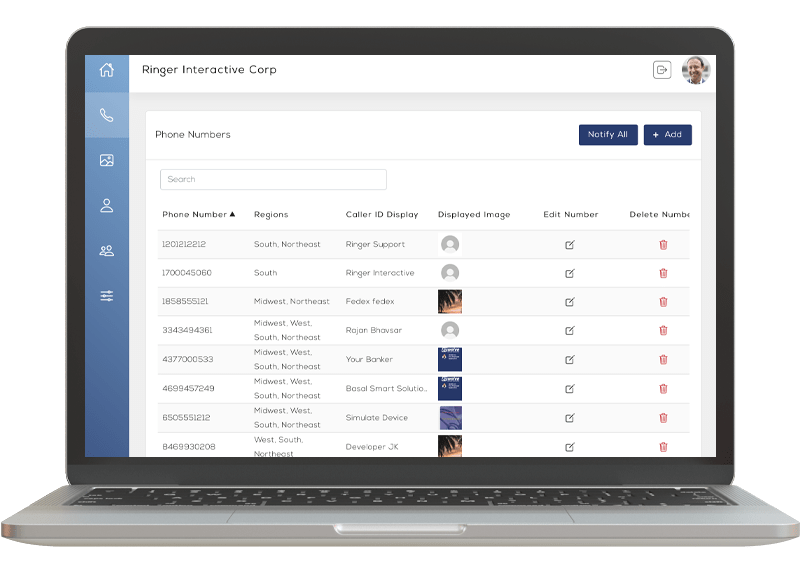 Ringer Interactive Corp
Phone Numbers
Notify All
+ Add
Search
Phone Number ▲ Regions Caller ID Display Displayed Image Edit Number Delete Numbe
1201212212 South, Northeast Ringer Support
1700045060 South Ringer Interactive
1858555121 Midwest, Northeast Fedex fedex
3343494361 Midwest, West, Rajan Bhavsar
South, Northeast
4377000533 Midwest, West, Your Banker
South, Northeast
4699457249 Midwest, West, Basal Smart Solutio..
South, Northeast
6505551212 Midwest, West, Simulate Device
South, Northeast
8469930208 West, South, Developer JK
Northeast